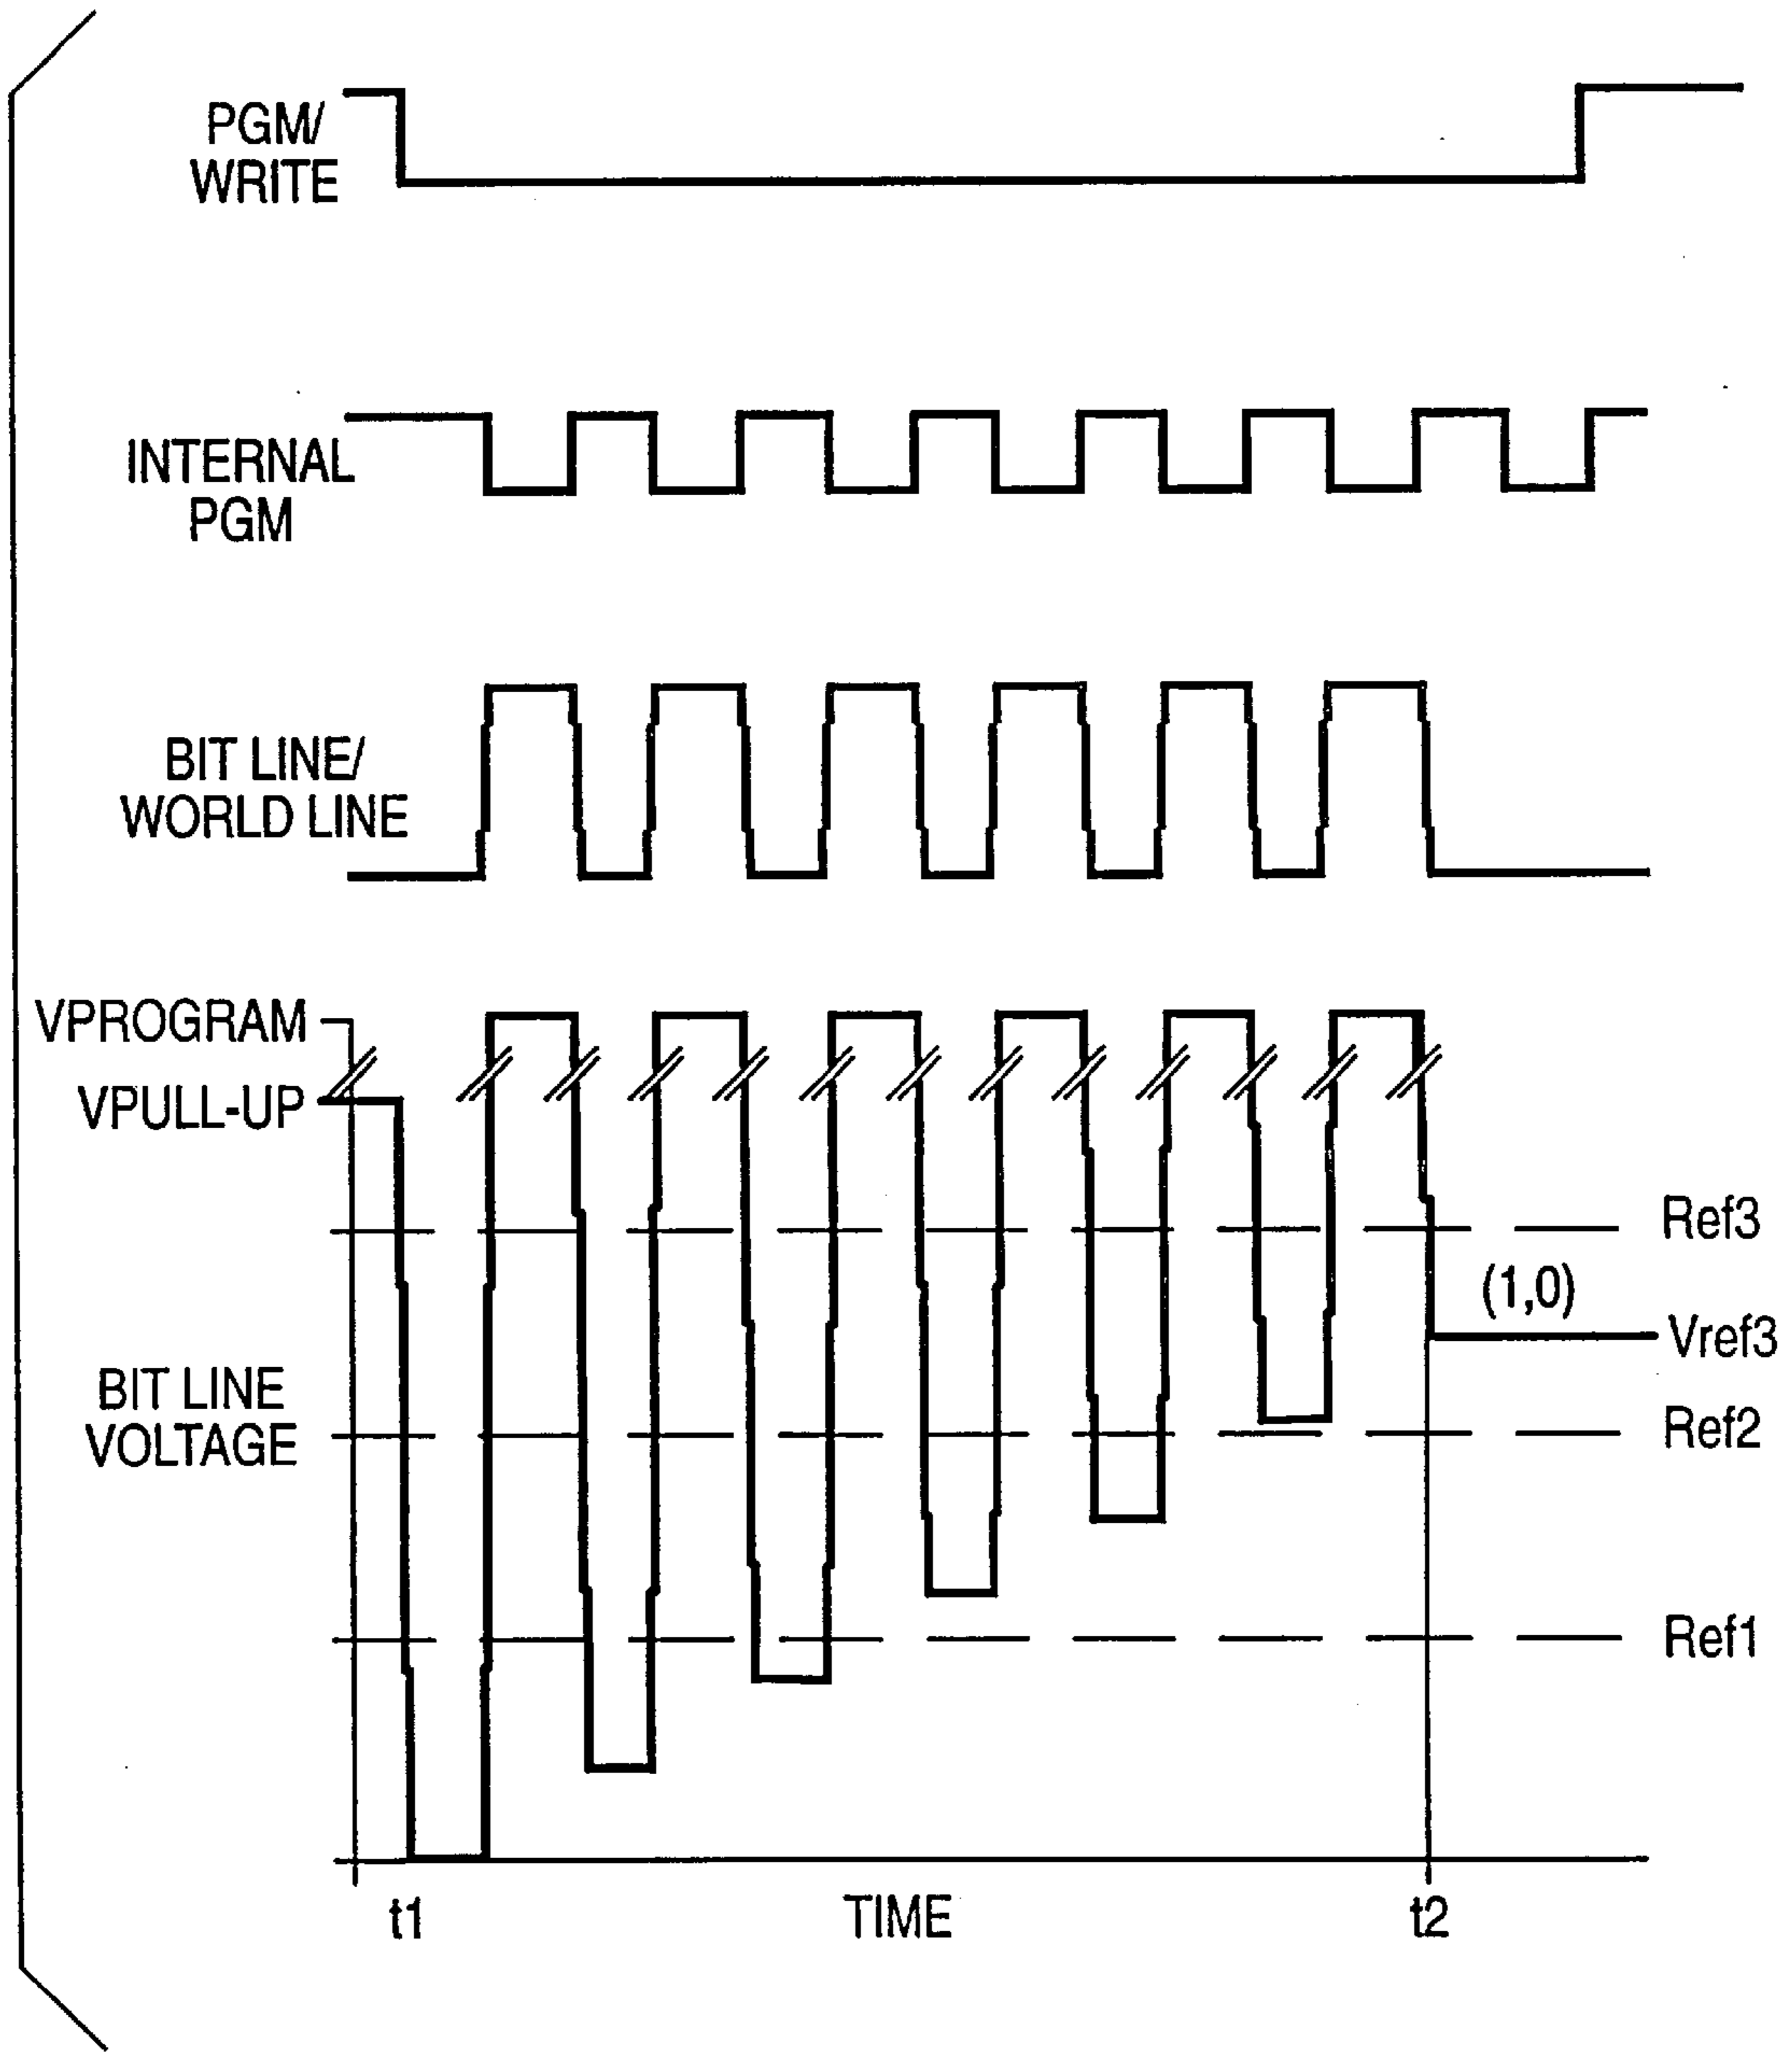 PGM/
WRITE
INTERNAL
PGM
BIT LINE/
WORLD LINE
VPROGRAM
VPULL-UP
Ref3
(1,0)
Vref3
BIT LINE
VOLTAGE
Ref2
Ref1
t1
TIME
t2